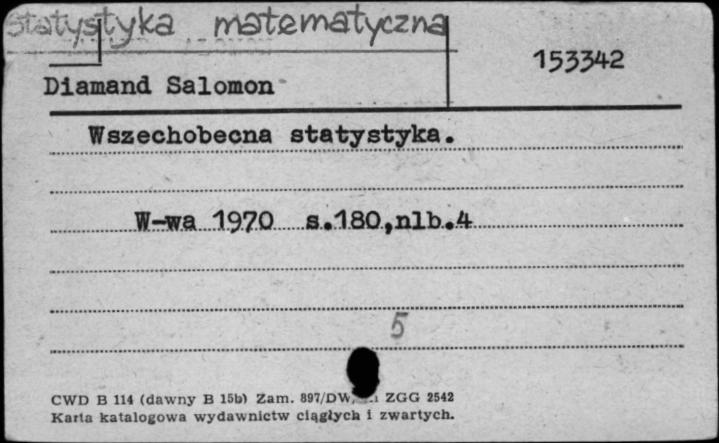 statystyka matematyczna
153342
Diamand Salomon
Wszechobecna statystyka.
W-wa 1970 s.180,nlb.4
5
CWD B 114 (dawny B 15b) Zam. 897/DW, ZGG 2542
Karta katalogowa wydawnictw ciągłych i zwartych.